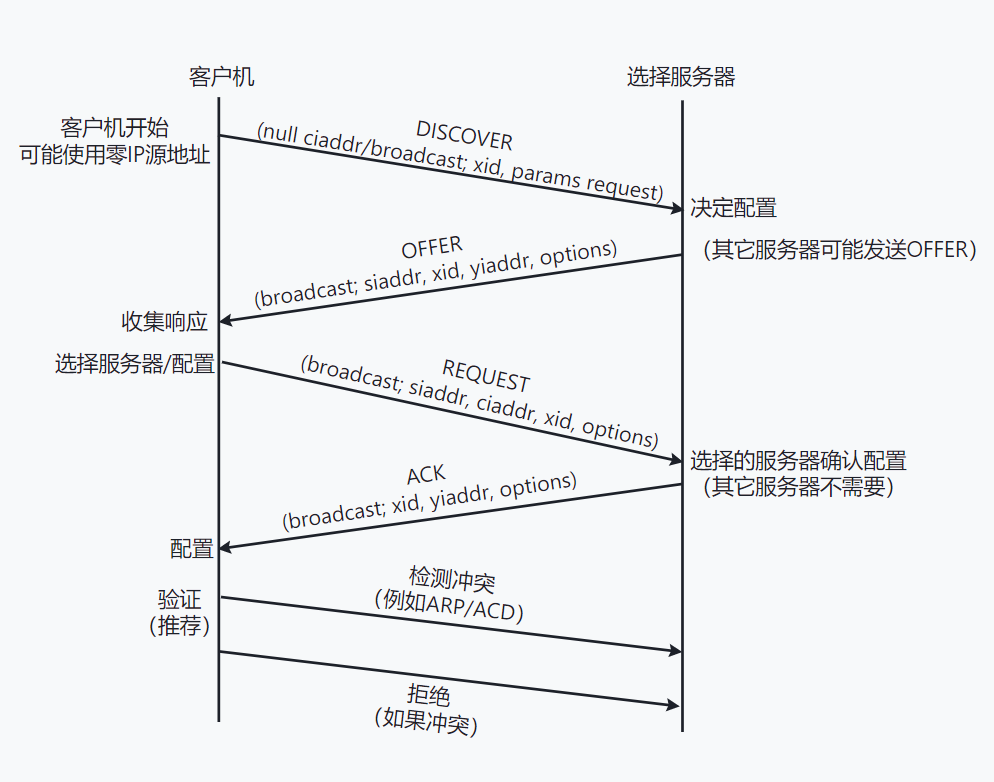 客户机
选择服务器
客户机开始
可能使用零IP源地址
DISCOVER
(null ciaddr/broadcast; xid, params request)
决定配置
（其它服务器可能发送OFFER）
OFFER
(broadcast; siaddr, xid, yiaddr, options)
收集响应
选择服务器/配置
REQUEST
(broadcast; siaddr, ciaddr, xid, options)
选择的服务器确认配置
（其它服务器不需要）
ACK
(broadcast; xid, yiaddr, options)
配置
检测冲突
（例如ARP/ACD）
验证
（推荐）
拒绝
（如果冲突）